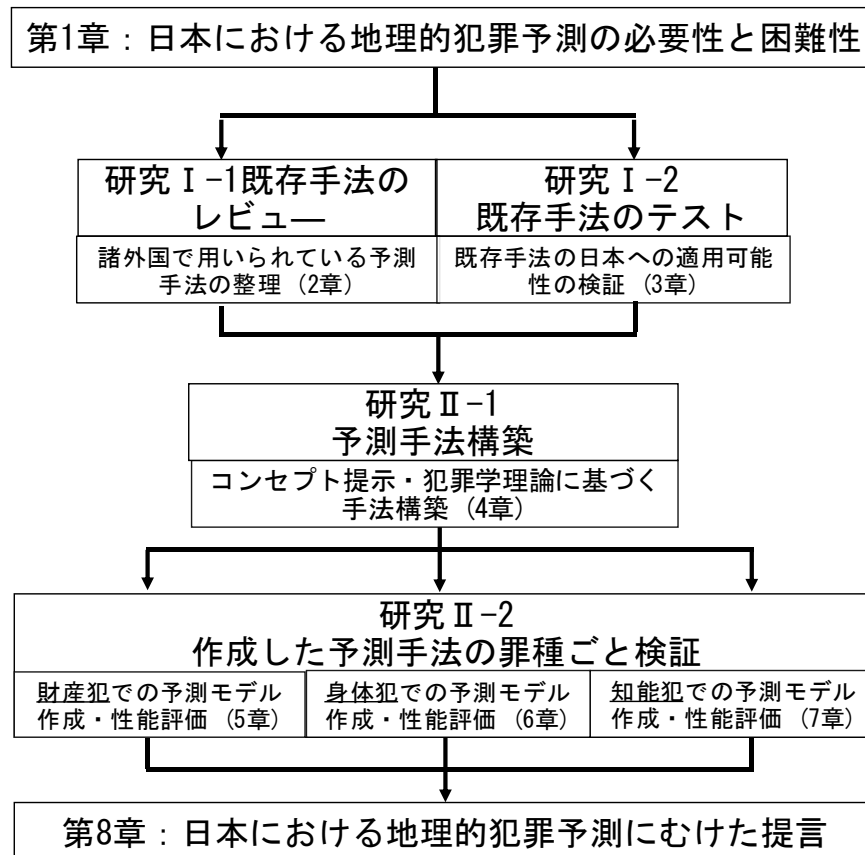 第1章：日本における地理的犯罪予測の必要性と困難性
研究Ⅰ-1既存手法の
レビュ―
諸外国で用いられている予測
手法の整理（2章）
研究Ⅰ-2
既存手法のテスト
既存手法の日本への適用可能
性の検証（3章）
研究Ⅱ-1
予測手法構築
コンセプト提示・犯罪学理論に基づく
手法構築（4章）
研究Ⅱ-2
作成した予測手法の罪種ごと検証
財産犯での予測モデル
作成・性能評価（5章）
身体犯での予測モデル
作成・性能評価（6章）
知能犯での予測モデル
作成・性能評価（7章）
第8章：日本における地理的犯罪予測にむけた提言